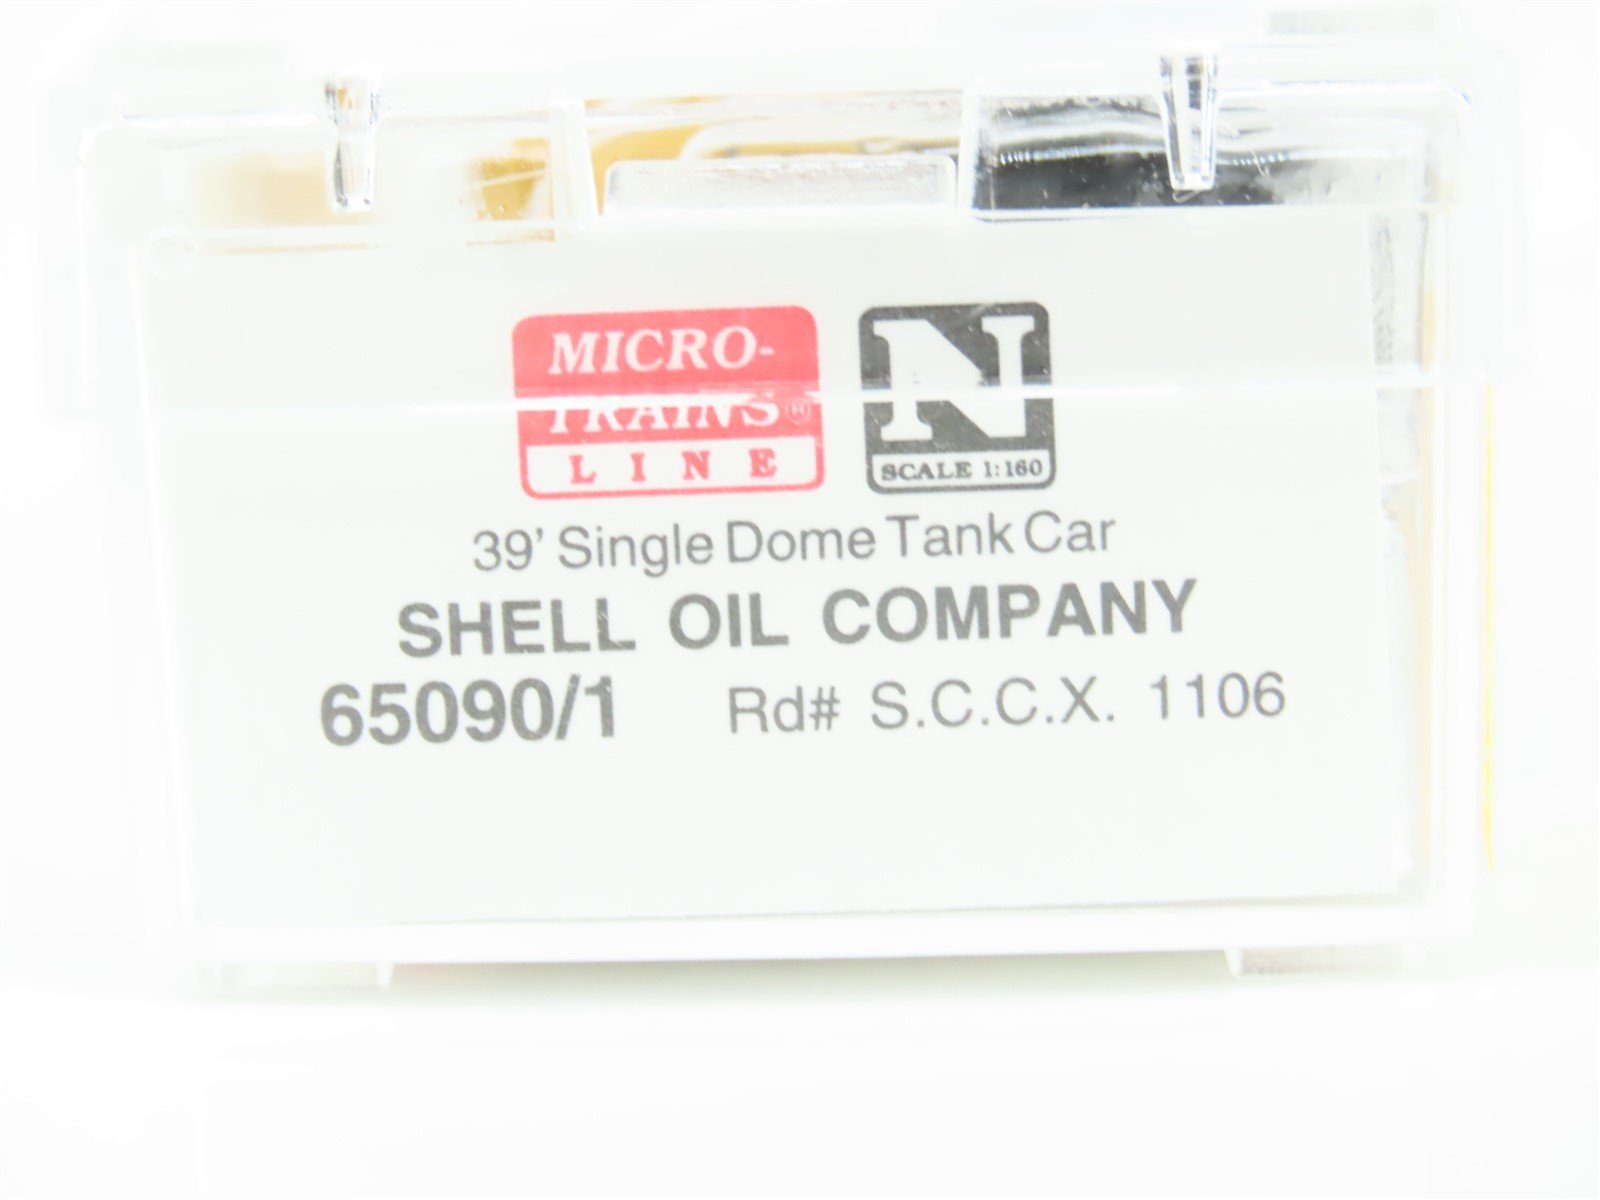 MICRO-
TRAINS®
LINE
N
SCALE 1:160
39' Single Dome Tank Car
SHELL OIL COMPANY
65090/1 Rd# S.C.C.X. 1106